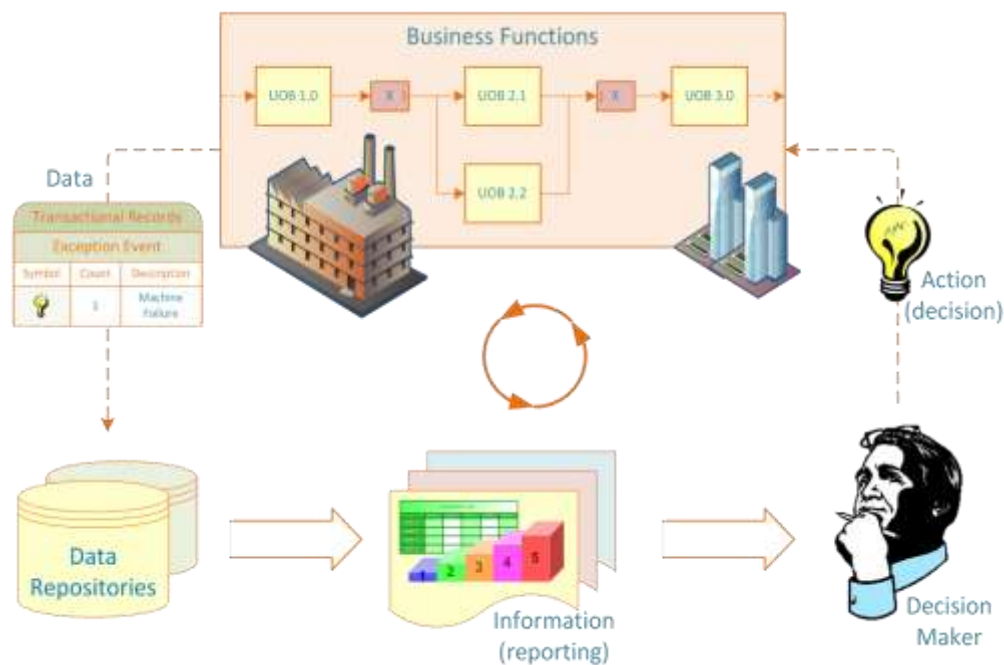 Business Functions
UOB 1.0
X
UOB 2.1
X
UOB 3.0
UOB 2.2
Data
Transactional Records
Exception Event
Symbol Count Description
1 Machine
Failure
Action
(decision)
Data
Repositories
1 2 3 4 5
Information
(reporting)
Decision
Maker